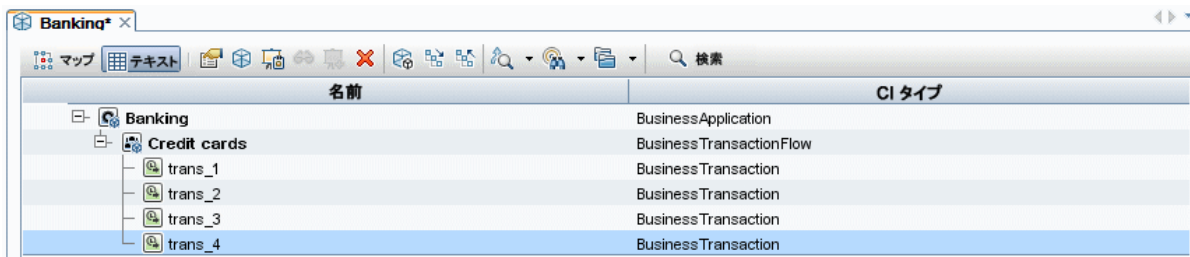 Banking*
マップ テキスト 検索
名前 CI タイプ
Banking BusinessApplication
Credit cards BusinessTransactionFlow
trans_1 BusinessTransaction
trans_2 BusinessTransaction
trans_3 BusinessTransaction
trans_4 BusinessTransaction